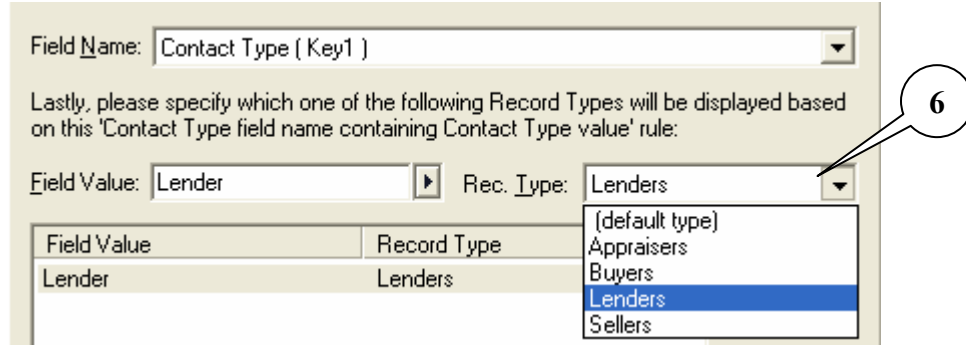 Field Name: Contact Type ( Key1 )
Lastly, please specify which one of the following Record Types will be displayed based
on this 'Contact Type field name containing Contact Type value' rule:
6
Field Value: Lender Rec. Type: Lenders
Field Value Record Type
Lender Lenders
(default type)
Appraisers
Buyers
Lenders
Sellers